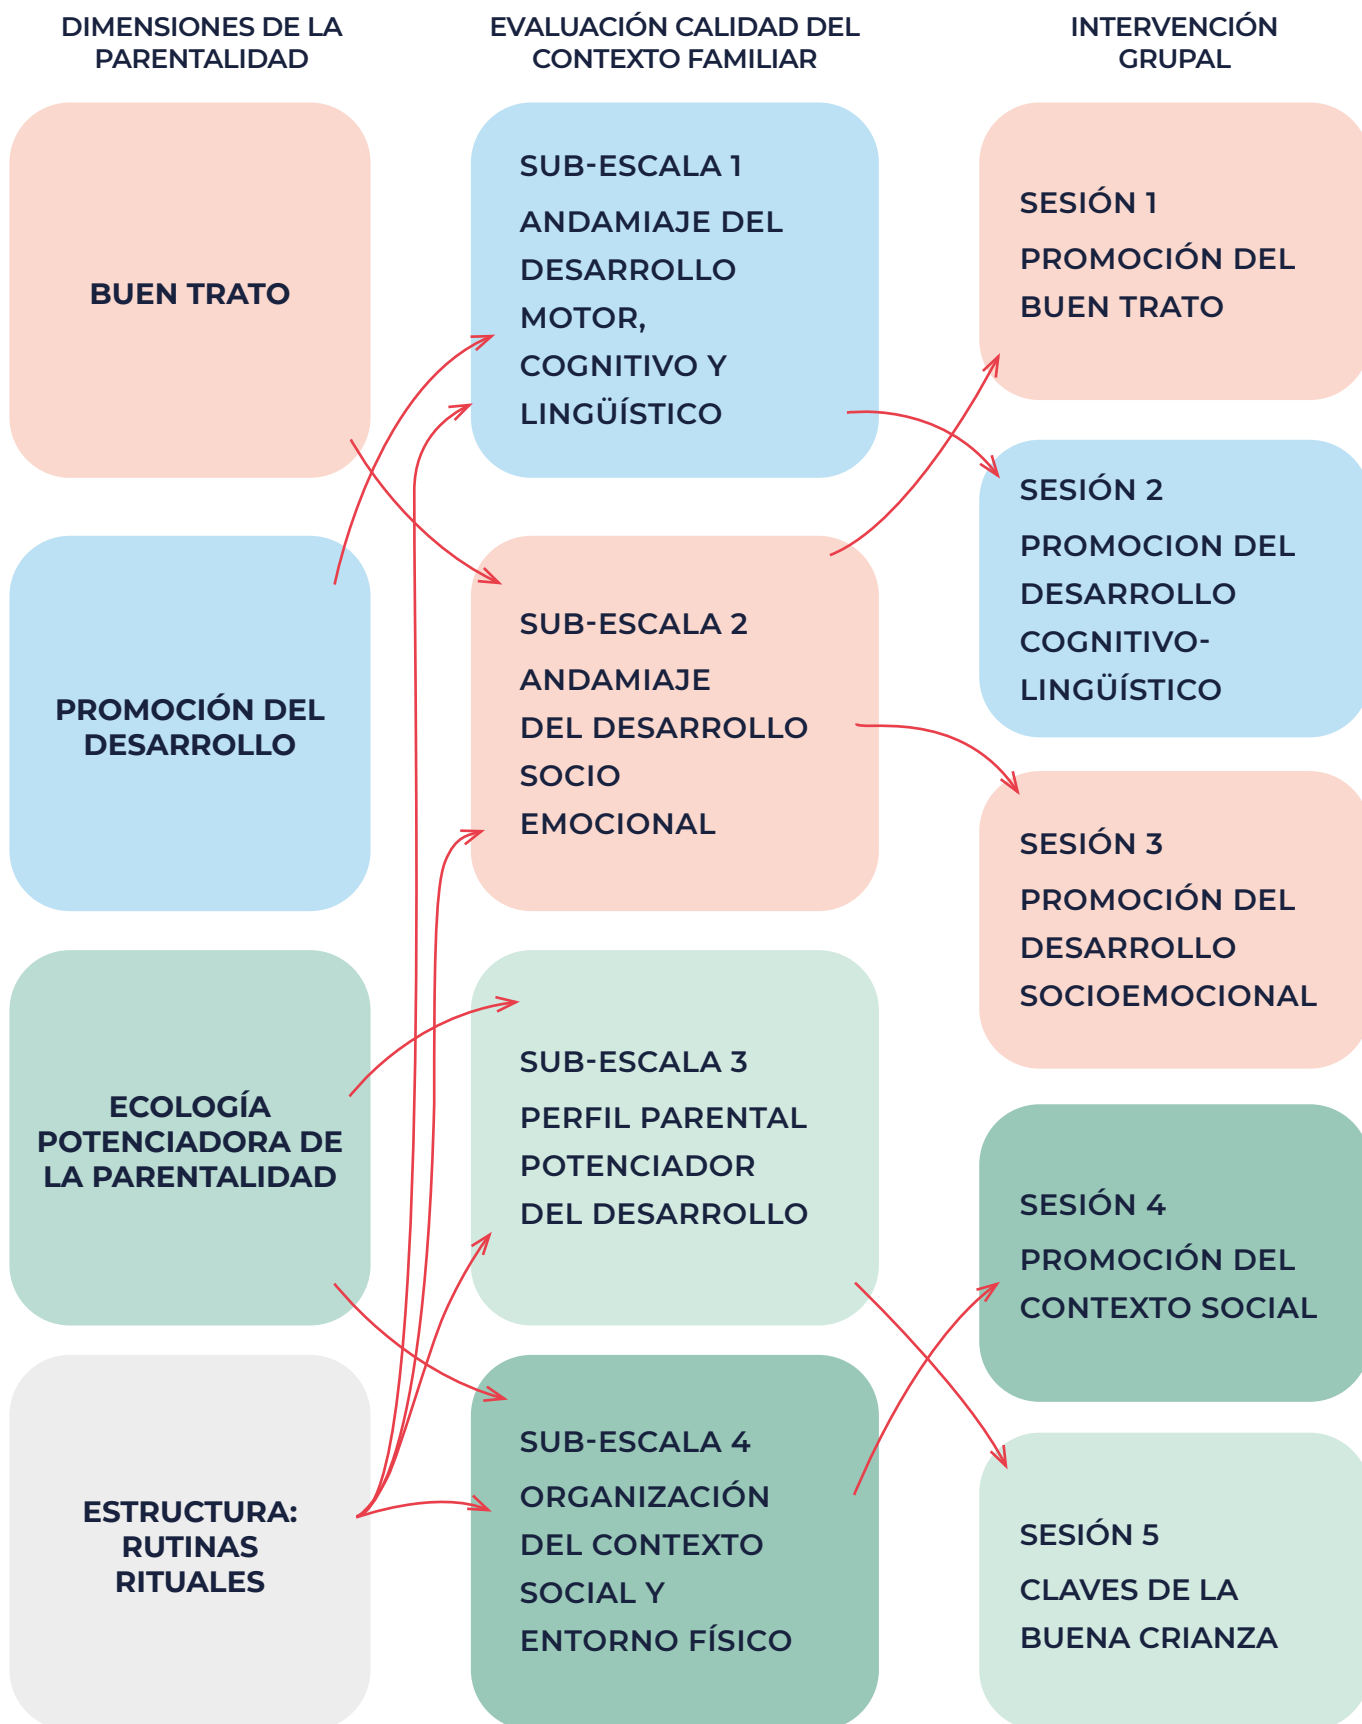 DIMENSIONES DE LA
PARENTALIDAD
BUEN TRATO
PROMOCIÓN DEL
DESARROLLO
ECOLOGÍA
POTENCIADORA DE
LA PARENTALIDAD
ESTRUCTURA:
RUTINAS
RITUALES
EVALUACIÓN CALIDAD DEL
CONTEXTO FAMILIAR
SUB-ESCALA 1
ANDAMIAJE DEL
DESARROLLO
MOTOR,
COGNITIVO Y
LINGÜÍSTICO
SUB-ESCALA 2
ANDAMIAJE
DEL DESARROLLO
SOCIO
EMOCIONAL
SUB-ESCALA 3
PERFIL PARENTAL
POTENCIADOR
DEL DESARROLLO
SUB-ESCALA 4
ORGANIZACIÓN
DEL CONTEXTO
SOCIAL Y
ENTORNO FÍSICO
INTERVENCIÓN
GRUPAL
SESIÓN 1
PROMOCIÓN DEL
BUEN TRATO
SESIÓN 2
PROMOCION DEL
DESARROLLO
COGNITIVO-
LINGÜÍSTICO
SESIÓN 3
PROMOCIÓN DEL
DESARROLLO
SOCIOEMOCIONAL
SESIÓN 4
PROMOCIÓN DEL
CONTEXTO SOCIAL
SESIÓN 5
CLAVES DE LA
BUENA CRIANZA